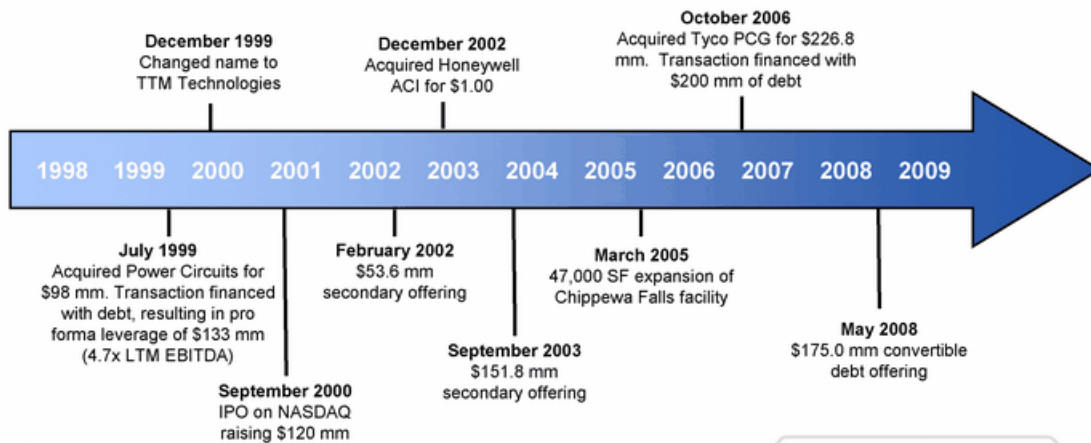 December 1999
Changed name to
TTM Technologies
December 2002
Acquired Honeywell
ACI for $1.00
October 2006
Acquired Tyco PCG for $226.8
mm.  Transaction financed with
$200 mm of debt
1998 1999 2000 2001 2002 2003 2004 2005 2006 2007 2008 2009
July 1999
Acquired Power Circuits for
$98 mm. Transaction financed
with debt, resulting in pro
forma leverage of $133 mm
(4.7x LTM EBITDA)
September 2000
IPO on NASDAQ
raising $120 mm
February 2002
$53.6 mm
secondary offering
September 2003
$151.8 mm
secondary offering
March 2005
47,000 SF expansion of
Chippewa Falls facility
May 2008
$175.0 mm convertible
debt offering